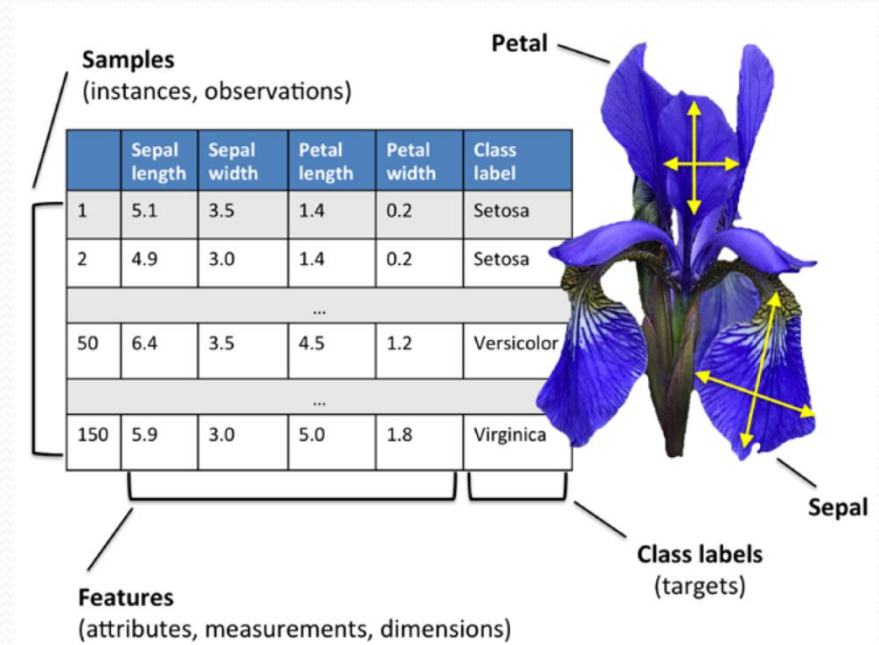 Samples
(instances, observations)
Petal
Sepal length Sepal width Petal length Petal width Class label
1 5.1 3.5 1.4 0.2 Setosa
2 4.9 3.0 1.4 0.2 Setosa
...
50 6.4 3.5 4.5 1.2 Versicolor
...
150 5.9 3.0 5.0 1.8 Virginica
Sepal
Class labels
(targets)
Features
(attributes, measurements, dimensions)